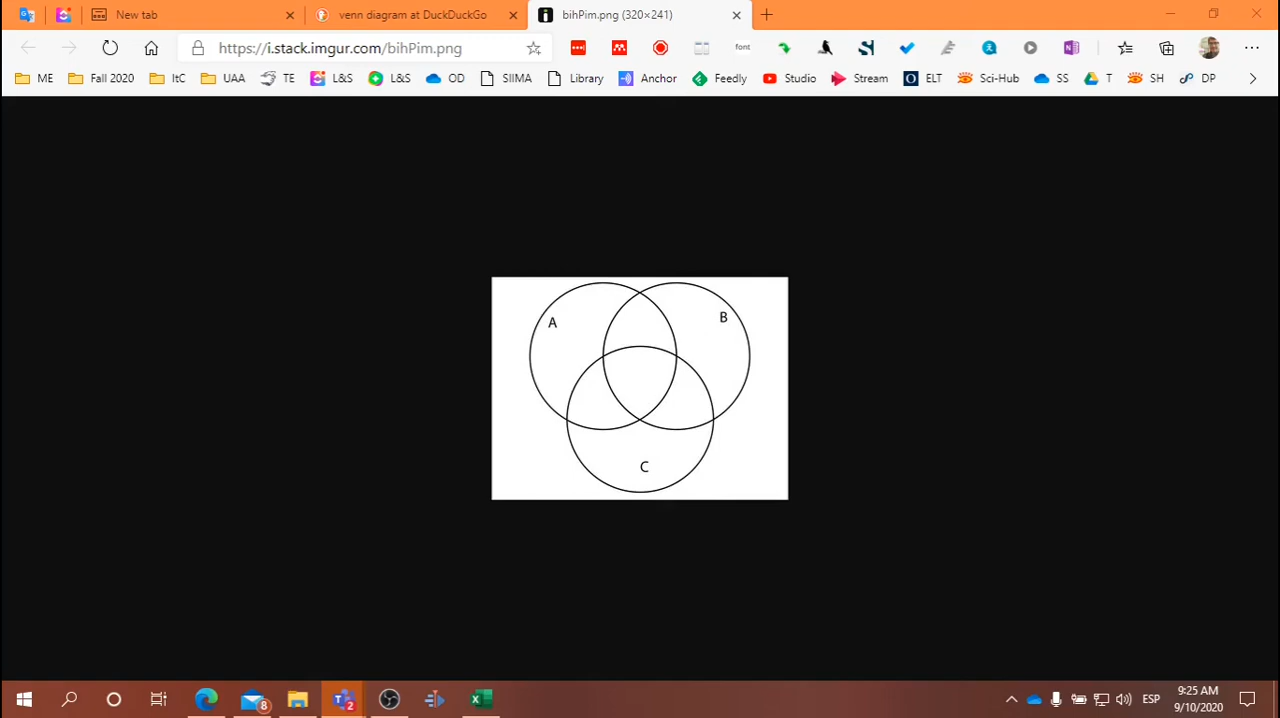 New tab
venn diagram at DuckDuckGo
bihPim.png (320×241)
https://i.stack.imgur.com/bihPim.png
font
ME Fall 2020 ItC UAA TE L&S L&S OD SIIMA Library Anchor Feedly Studio Stream ELT Sci-Hub SS T SH DP
A
B
C
8
2
ESP
9:25 AM
9/10/2020